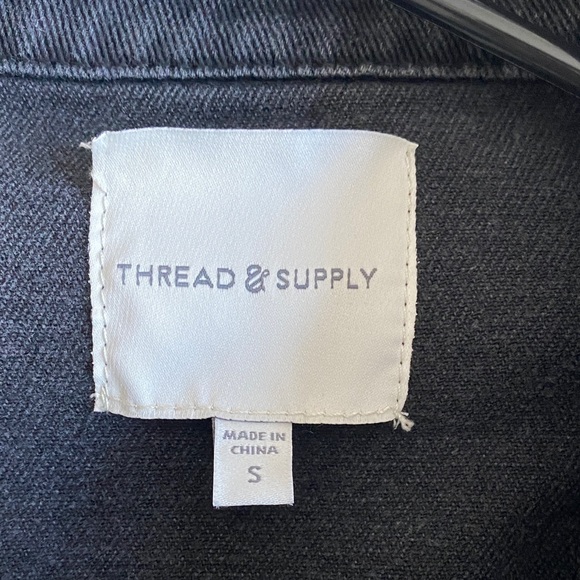 THREAD & SUPPLY
MADE IN
CHINA
S